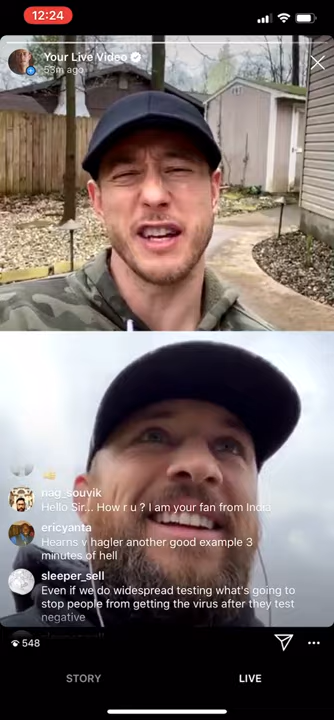 12:24
Your Live Video
53m ago
nag_souvik
Hello Sir... How r u ? I am your fan from India
ericyanta
Hearns v hagler another good example 3
minutes of hell
sleeper_sell
Even if we do widespread testing what's going to
stop people from getting the virus after they test
negative
sleeper_sell
548
STORY
LIVE